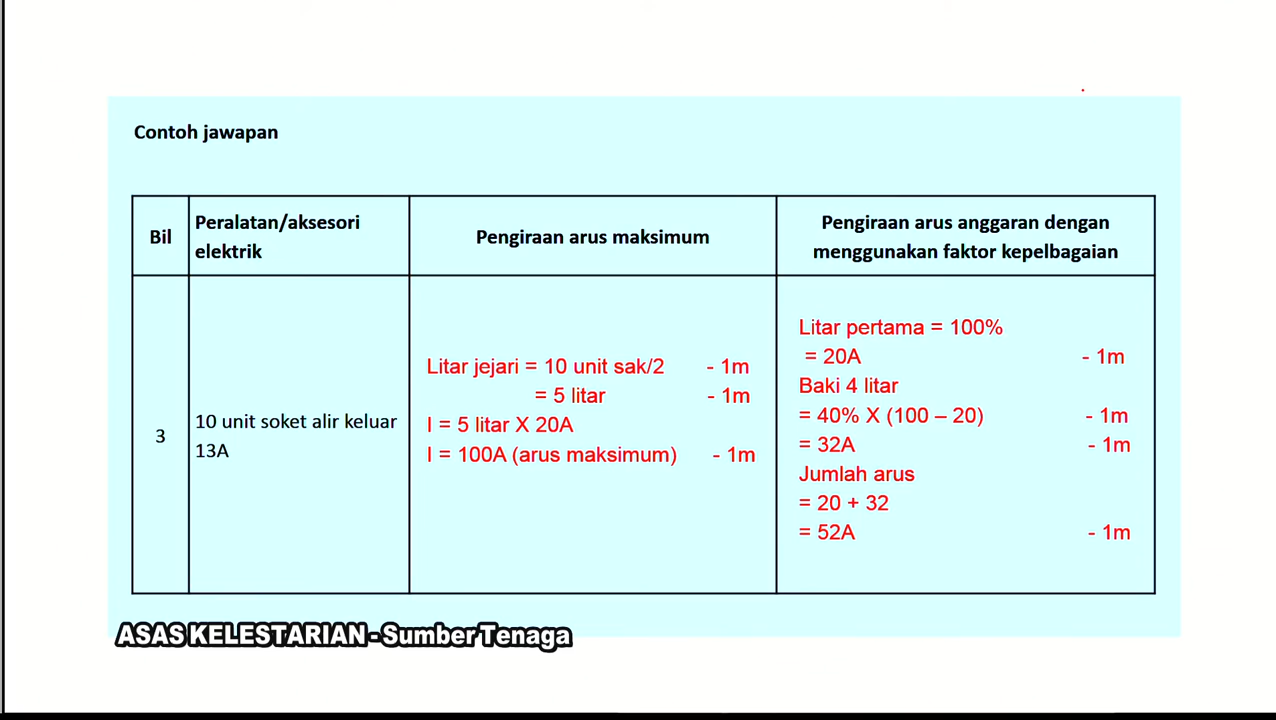 Contoh jawapan
Bil
Peralatan/aksesori
elektrik
Pengiraan arus maksimum
Pengiraan arus anggaran dengan
menggunakan faktor kepelbagaian
3
10 unit soket alir keluar
13A
Litar jejari = 10 unit sak/2 - 1m
= 5 litar - 1m
I = 5 litar X 20A
I = 100A (arus maksimum) - 1m
Litar pertama = 100%
= 20A - 1m
Baki 4 litar
= 40% X (100 – 20) - 1m
= 32A - 1m
Jumlah arus
= 20 + 32
= 52A - 1m
ASAS KELESTARIAN - Sumber Tenaga